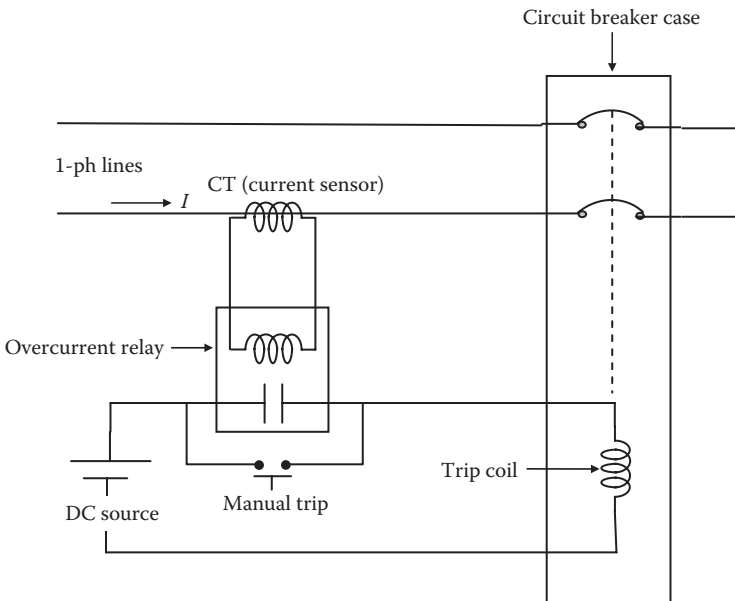 Circuit breaker case
1-ph lines
I
CT (current sensor)
Overcurrent relay
Trip coil
Manual trip
DC source